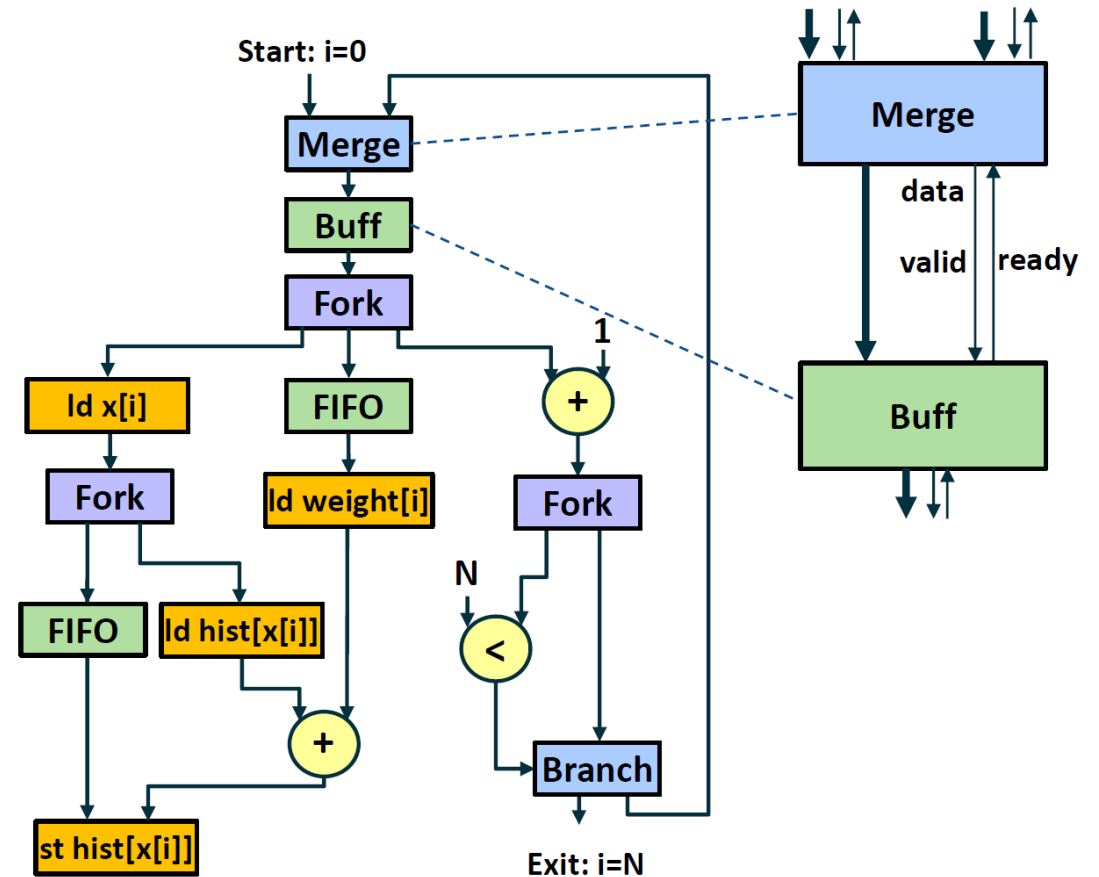 Start: i=0
Merge
Buff
Fork
1
ld x[i]
FIFO
+
Fork
ld weight[i]
Fork
N
FIFO
ld hist[x[i]]
<
+
Branch
st hist[x[i]]
Exit: i=N
Merge
data
valid
ready
Buff